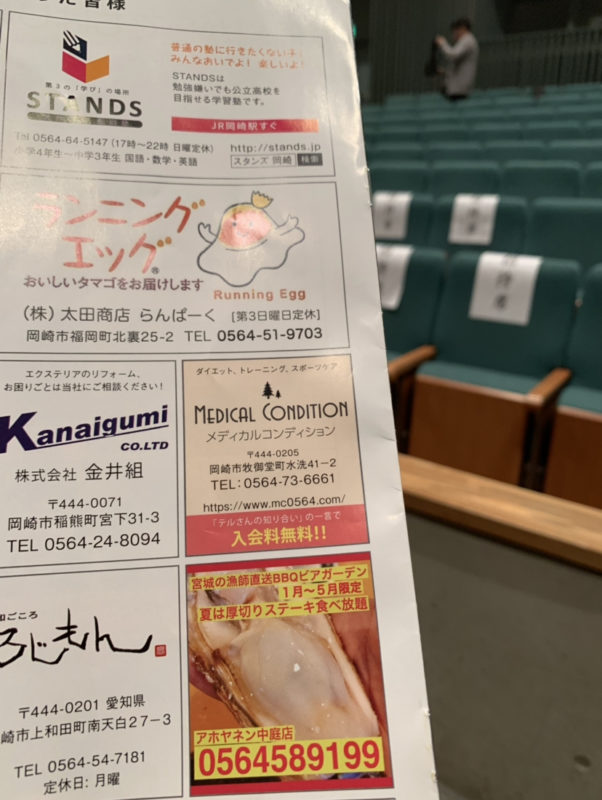 た皆様
第3の「学び」の場所
STANDS
普通の塾に行きたくない子!
みんなおいでよ! 楽しいよ!
STANDSは
勉強嫌いでも公立高校を
目指せる学習塾です。
JR岡崎駅すぐ
Tel 0564-64-5147 (17時〜22時 日曜定休)
小学4年生〜中学3年生 国語・数学・英語
http://stands.jp
スタンズ 岡崎 検索
ランニング
エッグ®
おいしいタマゴをお届けします
Running Egg
(株) 太田商店 らんぱーく [第3日曜日定休]
岡崎市福岡町北裏25-2 TEL 0564-51-9703
エクステリアのリフォーム、
お困りごとは当社にご相談ください!
Kanaigumi
CO.LTD
株式会社 金井組
〒444-0071
岡崎市稲熊町宮下31-3
TEL 0564-24-8094
ダイエット、トレーニング、スポーツケア
MEDICAL CONDITION
メディカルコンディション
〒444-0205
岡崎市牧御堂町水洗41-2
TEL: 0564-73-6661
https://www.mc0564.com/
「テルさんの知り合い」の一言で
入会料無料!!
ごころ
ろじもん
〒444-0201 愛知県
崎市上和田町南天白27-3
TEL 0564-54-7181
定休日: 月曜
宮城の漁師直送BBQビアガーデン
1月〜5月限定
夏は厚切りステーキ食べ放題
アホヤネン中庭店
0564589199